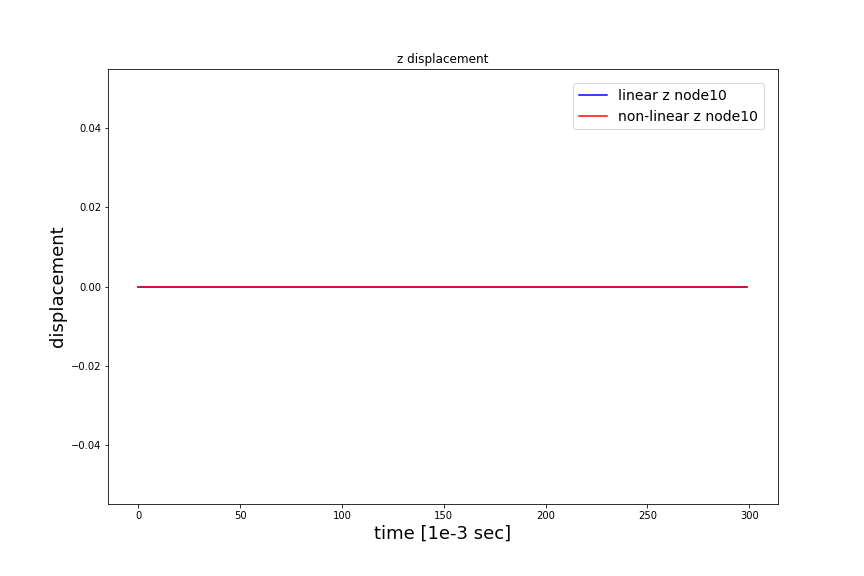 z displacement
linear z node10
non-linear z node10
displacement
0.04
0.02
0.00
−0.02
−0.04
0 50 100 150 200 250 300
time [1e-3 sec]